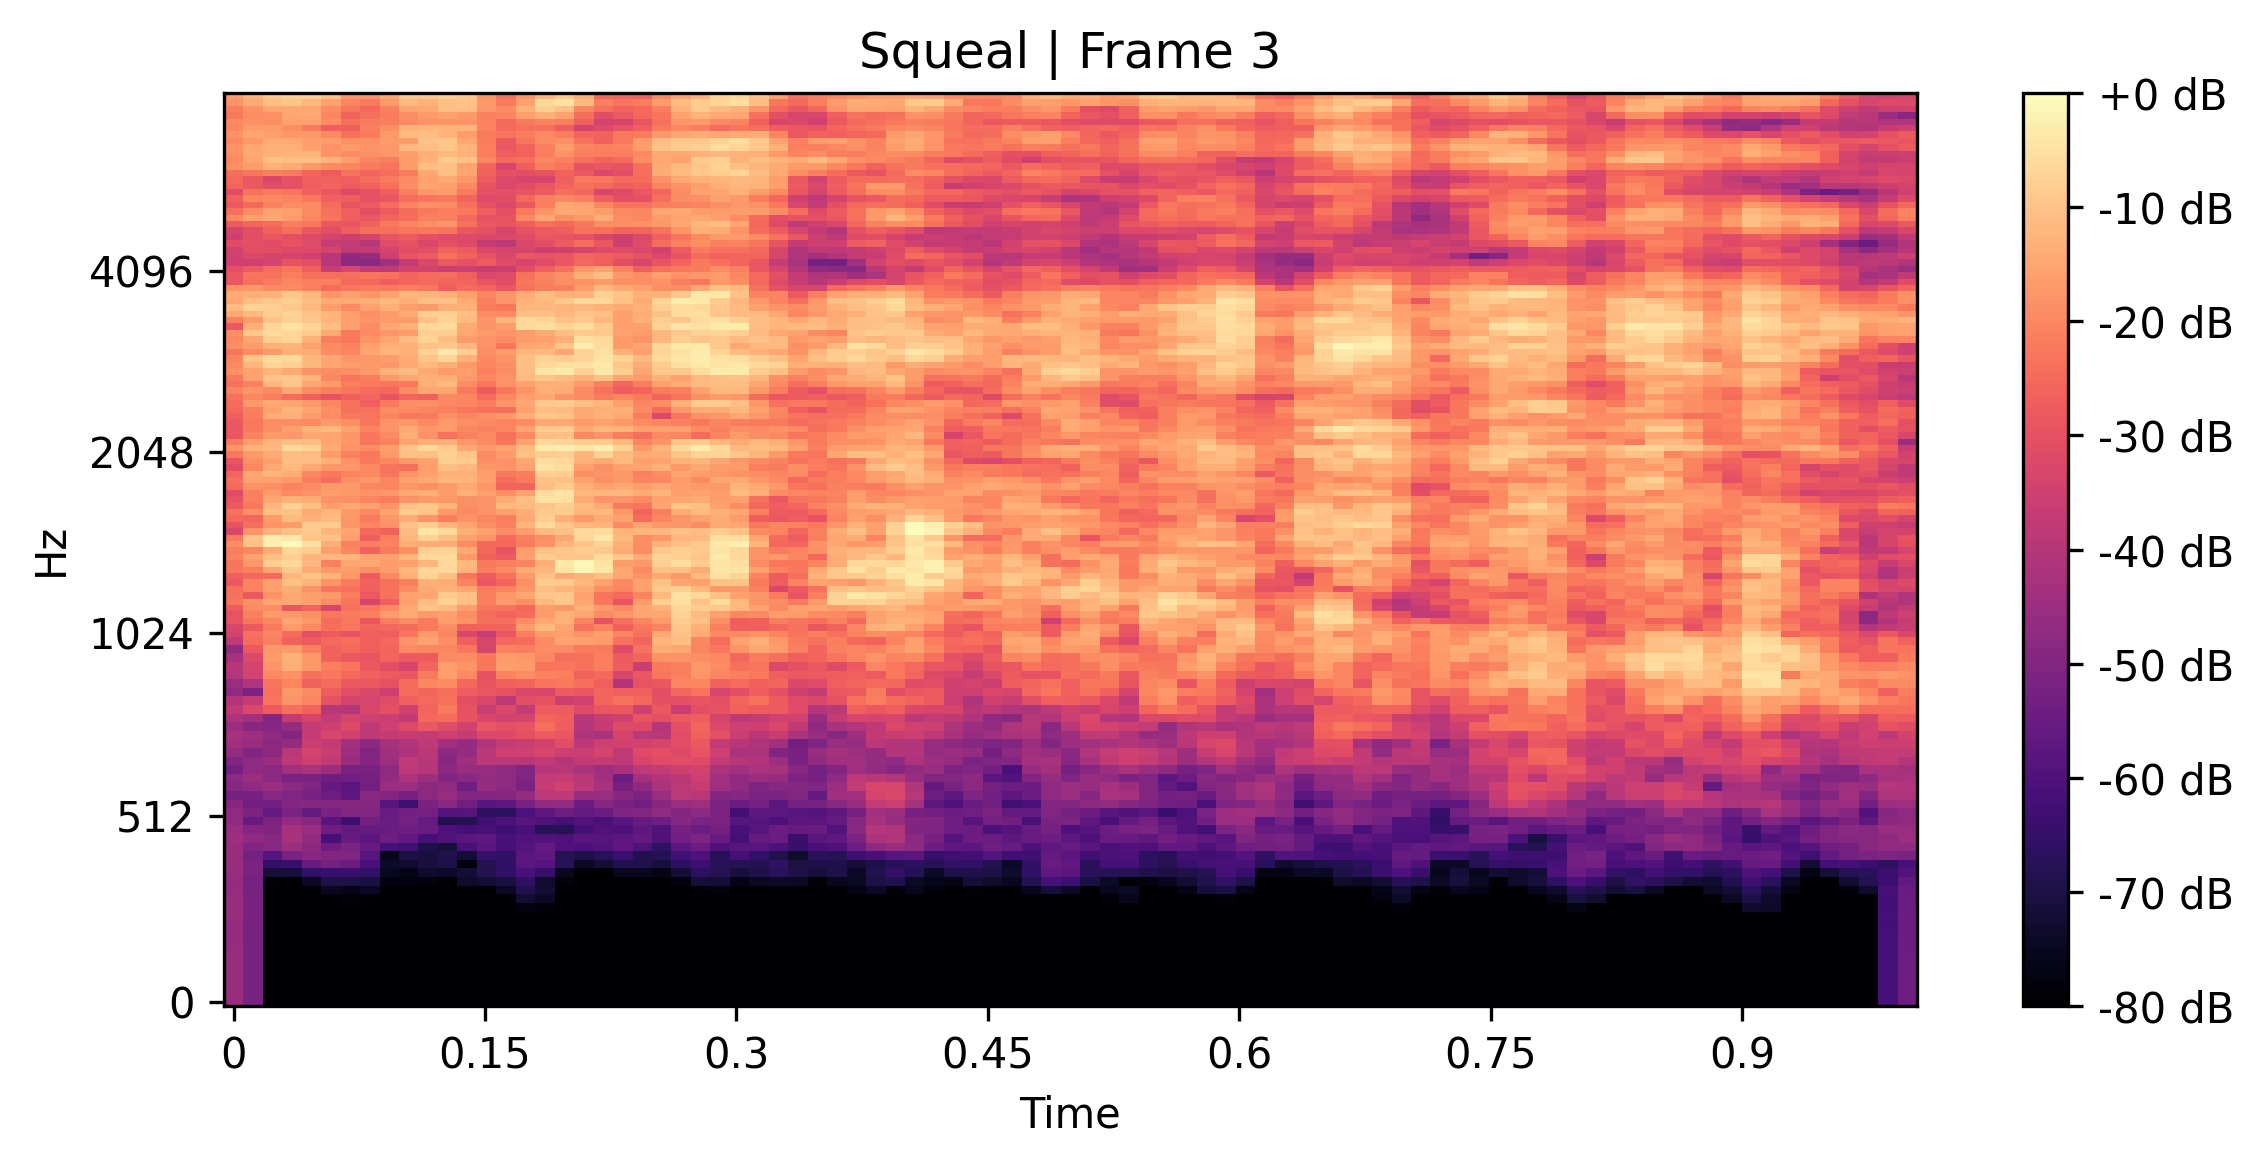 Squeal | Frame 3
Hz
4096
2048
1024
512
0
0 0.15 0.3 0.45 0.6 0.75 0.9
Time
+0 dB
-10 dB
-20 dB
-30 dB
-40 dB
-50 dB
-60 dB
-70 dB
-80 dB